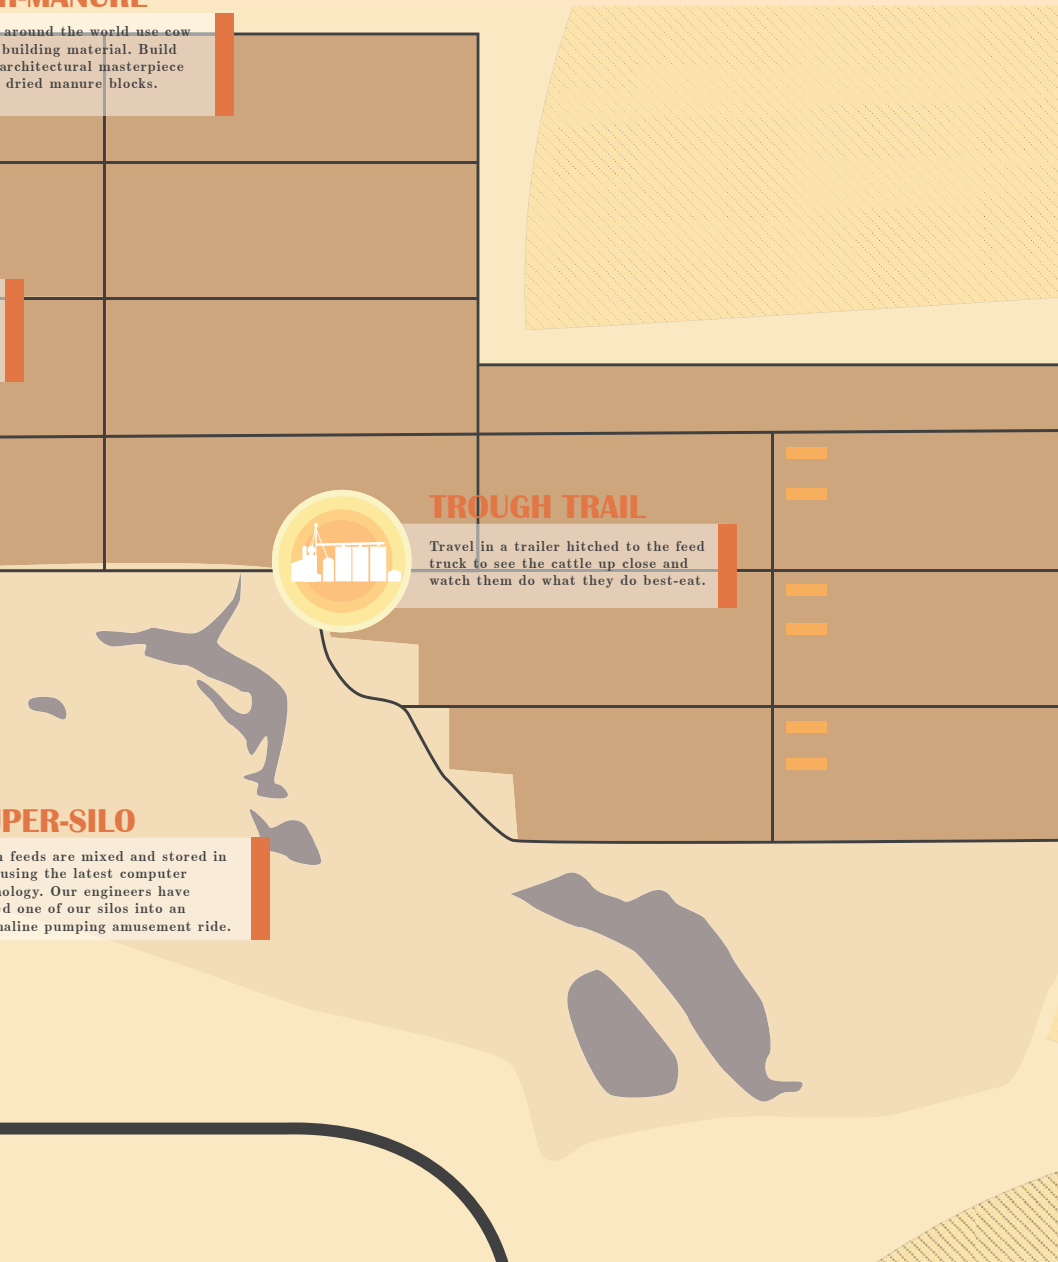 around the world use cow
building material. Build
architectural masterpiece
dried manure blocks.
TROUGH TRAIL
Travel in a trailer hitched to the feed
truck to see the cattle up close and
watch them do what they do best-eat.
PER-SILO
feeds are mixed and stored in
using the latest computer
ology. Our engineers have
d one of our silos into an
aline pumping amusement ride.